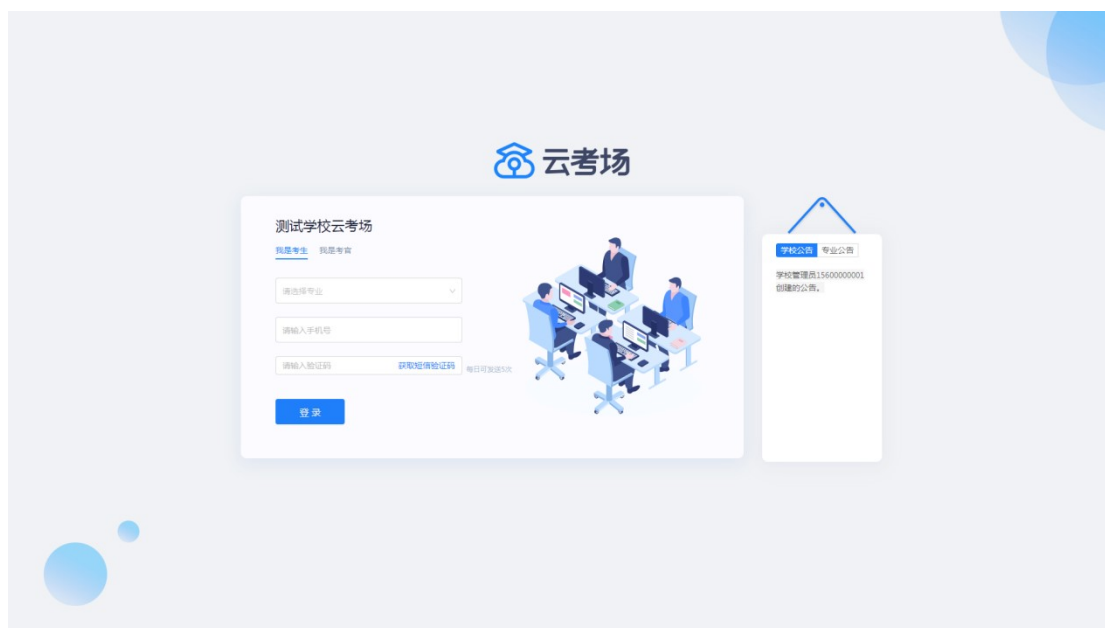 云考场
测试学校云考场
我是考生 我是考官
请选择专业
请输入手机号
请输入验证码 获取短信验证码 每日可发送5次
登录
学校公告 专业公告
学校管理员15600000001
创建的公告。